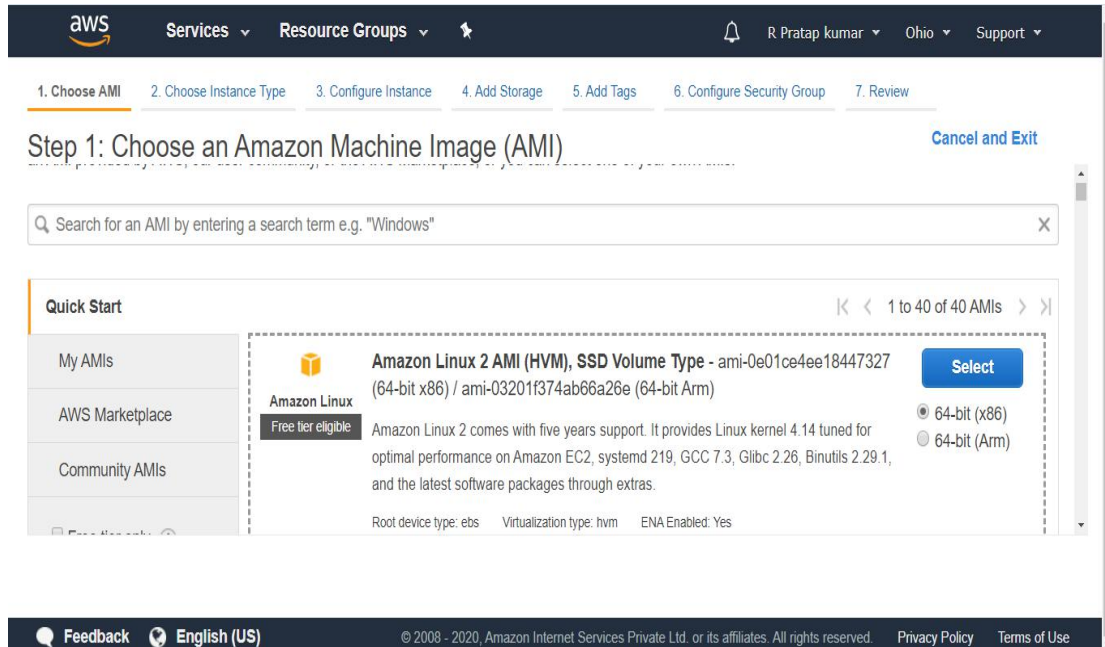 aws Services Resource Groups R Pratap kumar Ohio Support
1. Choose AMI 2. Choose Instance Type 3. Configure Instance 4. Add Storage 5. Add Tags 6. Configure Security Group 7. Review
Step 1: Choose an Amazon Machine Image (AMI) Cancel and Exit
Search for an AMI by entering a search term e.g. "Windows"
Quick Start 1 to 40 of 40 AMIs
My AMIs
AWS Marketplace
Community AMIs
Free tier only
Amazon Linux
Free tier eligible
Amazon Linux 2 AMI (HVM), SSD Volume Type - ami-0e01ce4ee18447327
(64-bit x86) / ami-03201f374ab66a26e (64-bit Arm)
Amazon Linux 2 comes with five years support. It provides Linux kernel 4.14 tuned for
optimal performance on Amazon EC2, systemd 219, GCC 7.3, Glibc 2.26, Binutils 2.29.1,
and the latest software packages through extras.
Root device type: ebs Virtualization type: hvm ENA Enabled: Yes
Select
64-bit (x86)
64-bit (Arm)
Feedback English (US) © 2008 - 2020, Amazon Internet Services Private Ltd. or its affiliates. All rights reserved. Privacy Policy Terms of Use